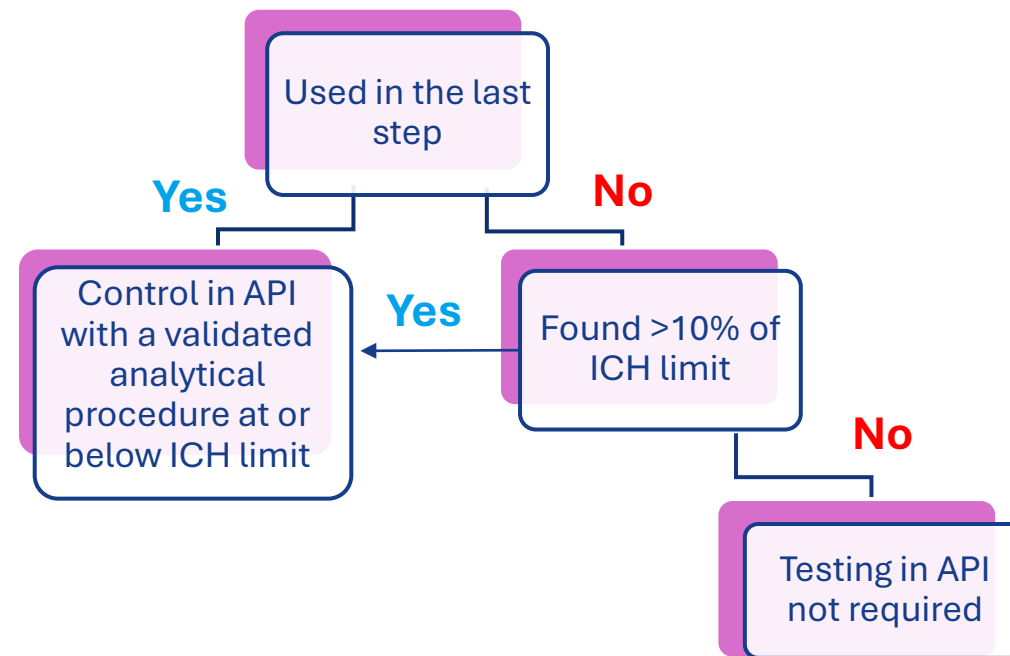 Used in the last
step
Yes
No
Control in API
with a validated
analytical
procedure at or
below ICH limit
Yes
Found >10% of
ICH limit
No
Testing in API
not required